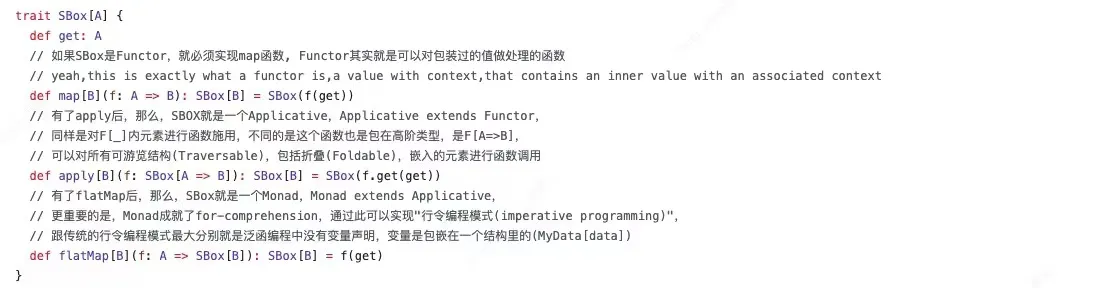 trait SBox[A] {
def get: A
// 如果SBox是Functor，就必须实现map函数, Functor其实就是可以对包装过的值做处理的函数
// yeah,this is exactly what a functor is,a value with context,that contains an inner value with an associated context
def map[B](f: A => B): SBox[B] = SBox(f(get))
// 有了apply后，那么，SBOX就是一个Applicative，Applicative extends Functor，
// 同样是对F[_]内元素进行函数施用，不同的是这个函数也是包在高阶类型，是F[A=>B]，
// 可以对所有可游览结构(Traversable)，包括折叠(Foldable)，嵌入的元素进行函数调用
def apply[B](f: SBox[A => B]): SBox[B] = SBox(f.get(get))
// 有了flatMap后，那么，SBox就是一个Monad，Monad extends Applicative，
// 更重要的是，Monad成就了for-comprehension，通过此可以实现"行令编程模式(imperative programming)"，
// 跟传统的行令编程模式最大分别就是泛函编程中没有变量声明，变量是包嵌在一个结构里的(MyData[data])
def flatMap[B](f: A => SBox[B]): SBox[B] = f(get)
}